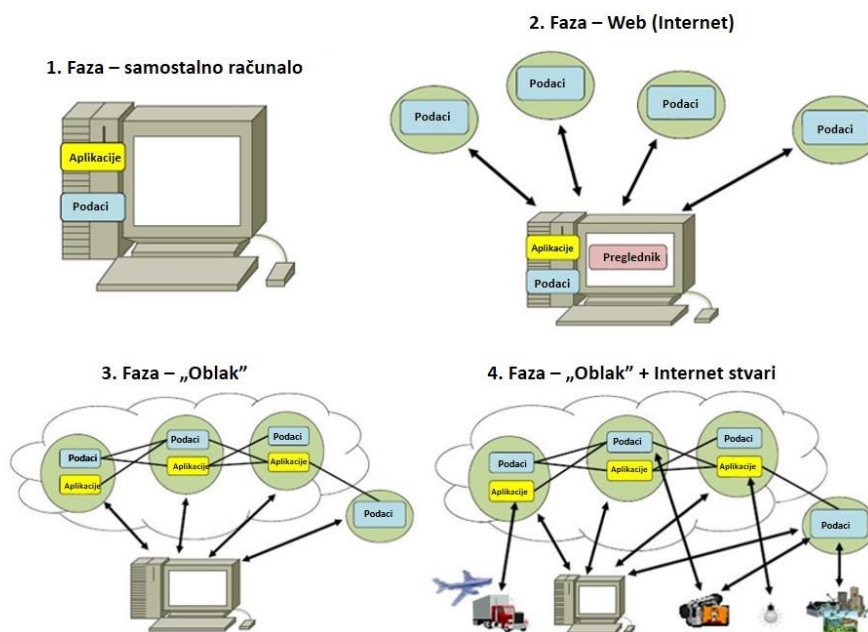 1. Faza – samostalno računalo
Aplikacije
Podaci
2. Faza – Web (Internet)
Podaci
Podaci
Podaci
Podaci
Aplikacije
Preglednik
Podaci
3. Faza – „Oblak”
Podaci
Aplikacije
Podaci
Aplikacije
Podaci
Aplikacije
Podaci
4. Faza – „Oblak” + Internet stvari
Podaci
Aplikacije
Podaci
Aplikacije
Podaci
Aplikacije
Podaci